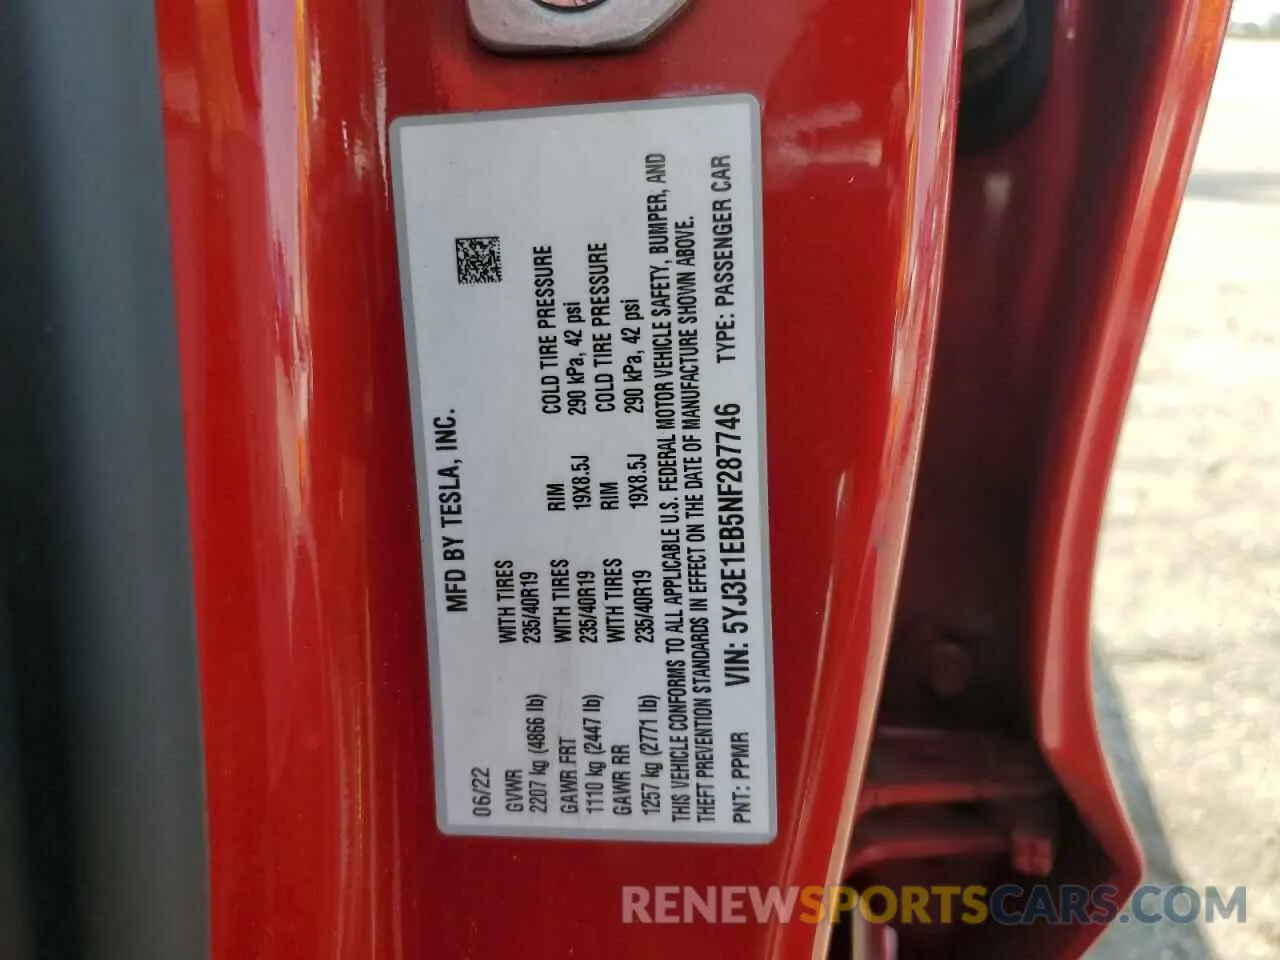 MFD BY TESLA, INC.
06/22
GVWR WITH TIRES RIM COLD TIRE PRESSURE
2207 kg (4866 lb) 235/40R19 19X8.5J 290 kPa, 42 psi
GAWR FRT WITH TIRES RIM COLD TIRE PRESSURE
1110 kg (2447 lb) 235/40R19 19X8.5J 290 kPa, 42 psi
GAWR RR WITH TIRES
1257 kg (2771 lb) 235/40R19
THIS VEHICLE CONFORMS TO ALL APPLICABLE U.S. FEDERAL MOTOR VEHICLE SAFETY, BUMPER, AND
THEFT PREVENTION STANDARDS IN EFFECT ON THE DATE OF MANUFACTURE SHOWN ABOVE.
PNT: PPMR VIN: 5YJ3E1EB5NF287746 TYPE: PASSENGER CAR
RENEWSPORTSCARS.COM